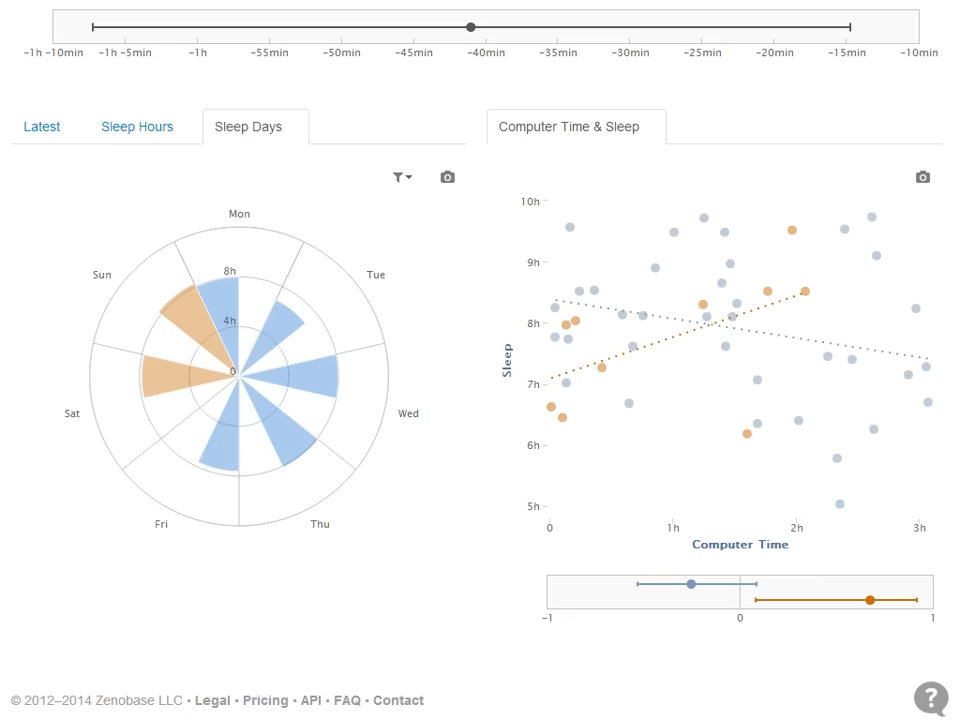 -1h -10min -1h -5min -1h -55min -50min -45min -40min -35min -30min -25min -20min -15min -10min
Latest Sleep Hours Sleep Days
Computer Time & Sleep
Mon
Tue
Wed
Thu
Fri
Sat
Sun
8h
4h
0
10h
9h
8h
7h
6h
5h
Sleep
0 1h 2h 3h
Computer Time
-1 0 1
© 2012–2014 Zenobase LLC • Legal • Pricing • API • FAQ • Contact
?